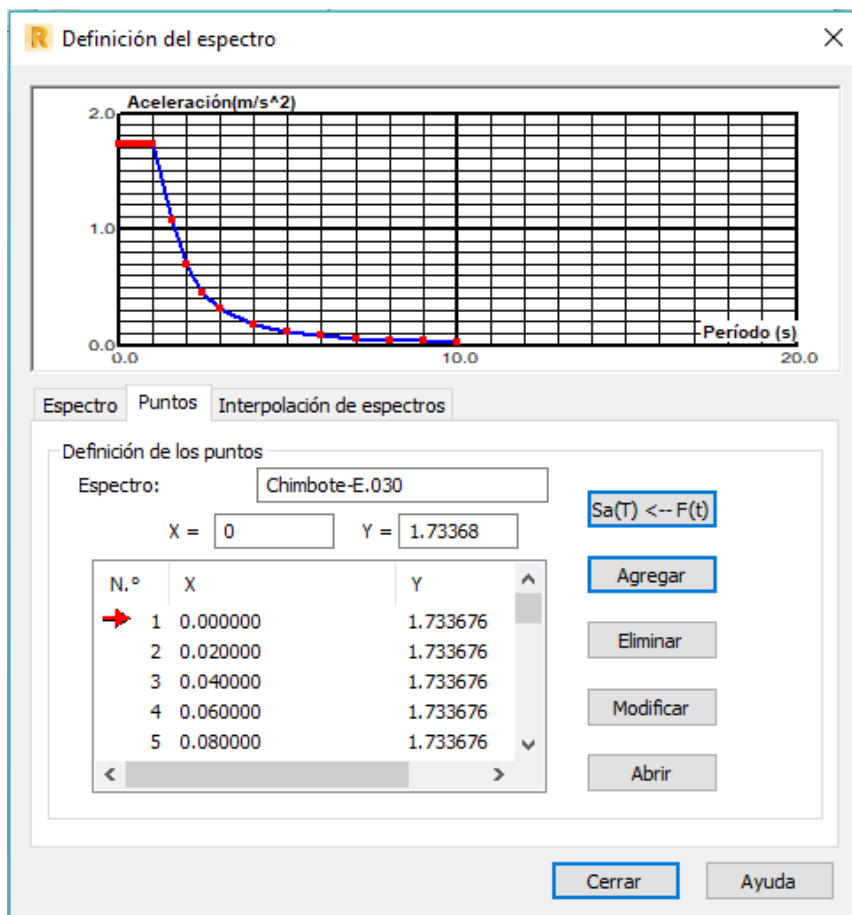 Definición del espectro
Aceleración(m/s^2)
2.0
1.0
0.0
0.0 10.0 20.0
Período (s)
Espectro Puntos Interpolación de espectros
Definición de los puntos
Espectro: Chimbote-E.030
X = 0 Y = 1.73368
Sa(T) <-- F(t)
N.º X Y
1 0.000000 1.733676
2 0.020000 1.733676
3 0.040000 1.733676
4 0.060000 1.733676
5 0.080000 1.733676
Agregar
Eliminar
Modificar
Abrir
Cerrar Ayuda